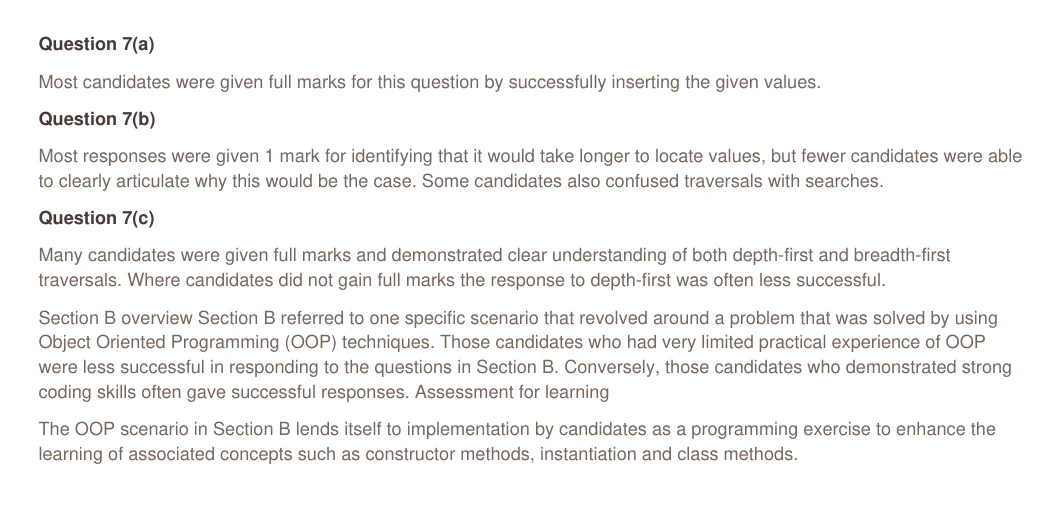 Question 7(a)
Most candidates were given full marks for this question by successfully inserting the given values.
Question 7(b)
Most responses were given 1 mark for identifying that it would take longer to locate values, but fewer candidates were able
to clearly articulate why this would be the case. Some candidates also confused traversals with searches.
Question 7(c)
Many candidates were given full marks and demonstrated clear understanding of both depth-first and breadth-first
traversals. Where candidates did not gain full marks the response to depth-first was often less successful.
Section B overview Section B referred to one specific scenario that revolved around a problem that was solved by using
Object Oriented Programming (OOP) techniques. Those candidates who had very limited practical experience of OOP
were less successful in responding to the questions in Section B. Conversely, those candidates who demonstrated strong
coding skills often gave successful responses. Assessment for learning
The OOP scenario in Section B lends itself to implementation by candidates as a programming exercise to enhance the
learning of associated concepts such as constructor methods, instantiation and class methods.